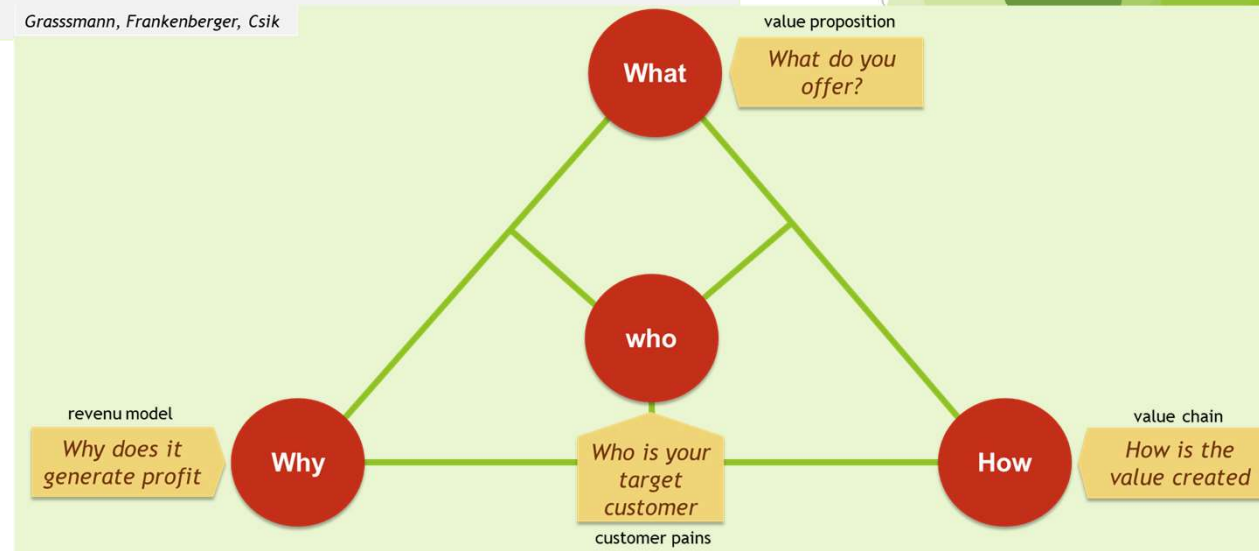 Grasssmann, Frankenberger, Csik
value proposition
What
What do you
offer?
who
revenu model
Why does it
generate profit
Why
Who is your
target
customer
customer pains
How
value chain
How is the
value created